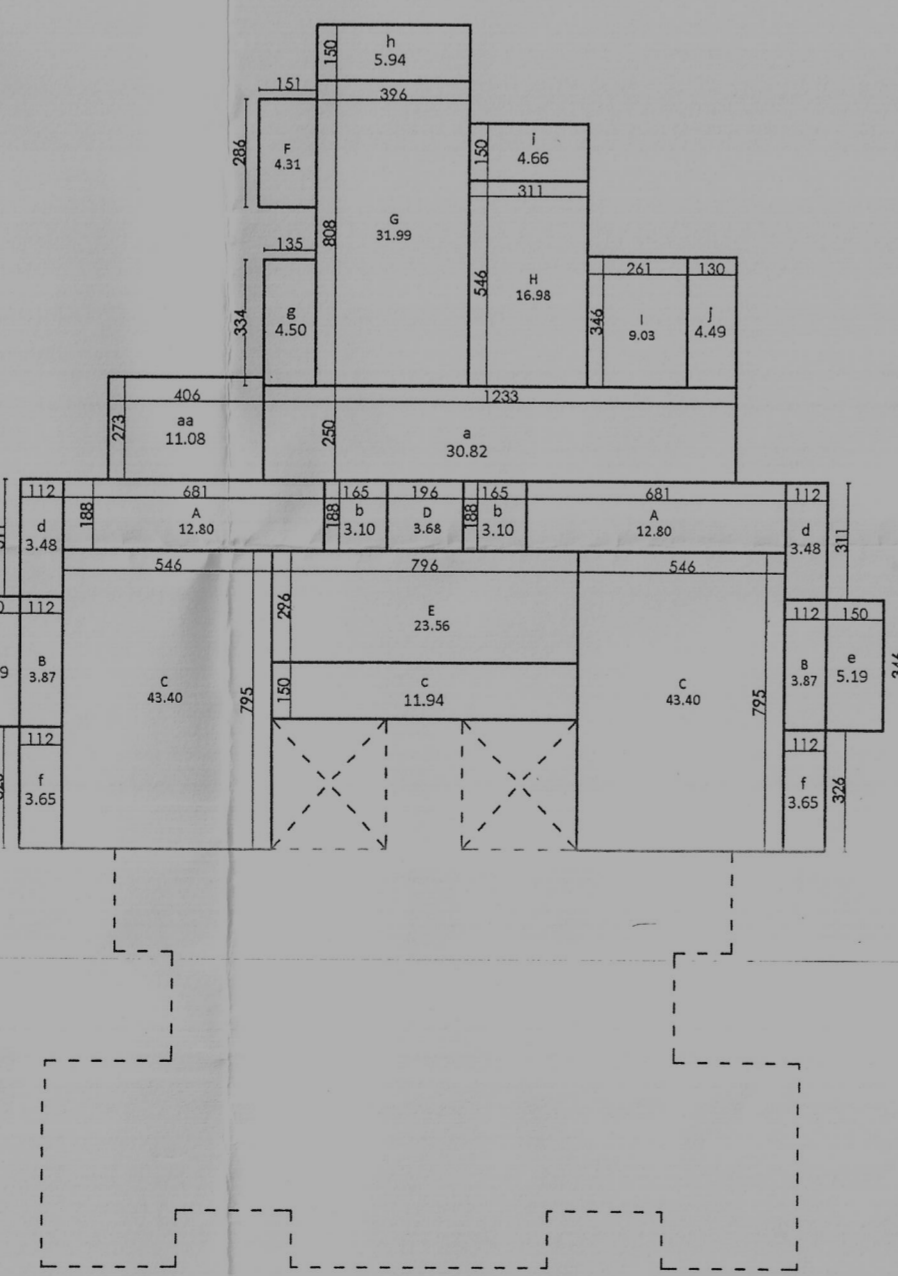 h
150
5.94
151
396
286
F
4.31
i
150
4.66
311
G
31.99
808
135
334
g
4.50
546
H
16.98
261
130
346
I
9.03
j
4.49
406
1233
273
aa
11.08
250
a
30.82
112
681
165
196
165
681
112
188
A
12.80
188
b
3.10
D
3.68
188
b
3.10
A
12.80
d
3.48
d
3.48
311
546
796
546
296
E
23.56
112
112
150
B
3.87
C
43.40
795
150
c
11.94
C
43.40
795
B
3.87
e
5.19
346
112
112
f
3.65
f
3.65
326